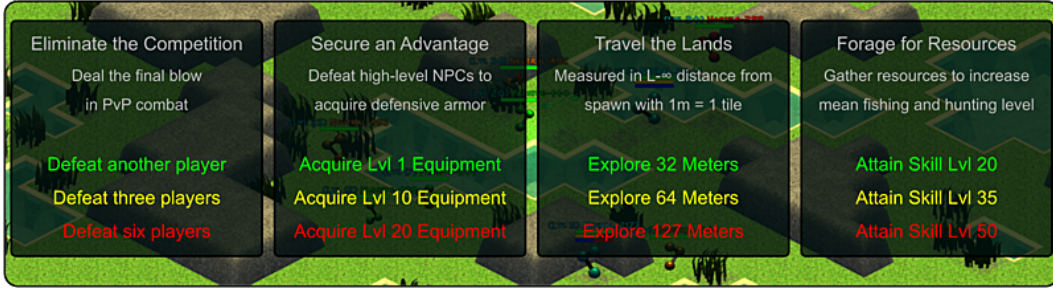 Eliminate the Competition
Deal the final blow
in PvP combat
Defeat another player
Defeat three players
Defeat six players
Secure an Advantage
Defeat high-level NPCs to
acquire defensive armor
Acquire Lvl 1 Equipment
Acquire Lvl 10 Equipment
Acquire Lvl 20 Equipment
Travel the Lands
Measured in L-∞ distance from
spawn with 1m = 1 tile
Explore 32 Meters
Explore 64 Meters
Explore 127 Meters
Forage for Resources
Gather resources to increase
mean fishing and hunting level
Attain Skill Lvl 20
Attain Skill Lvl 35
Attain Skill Lvl 50